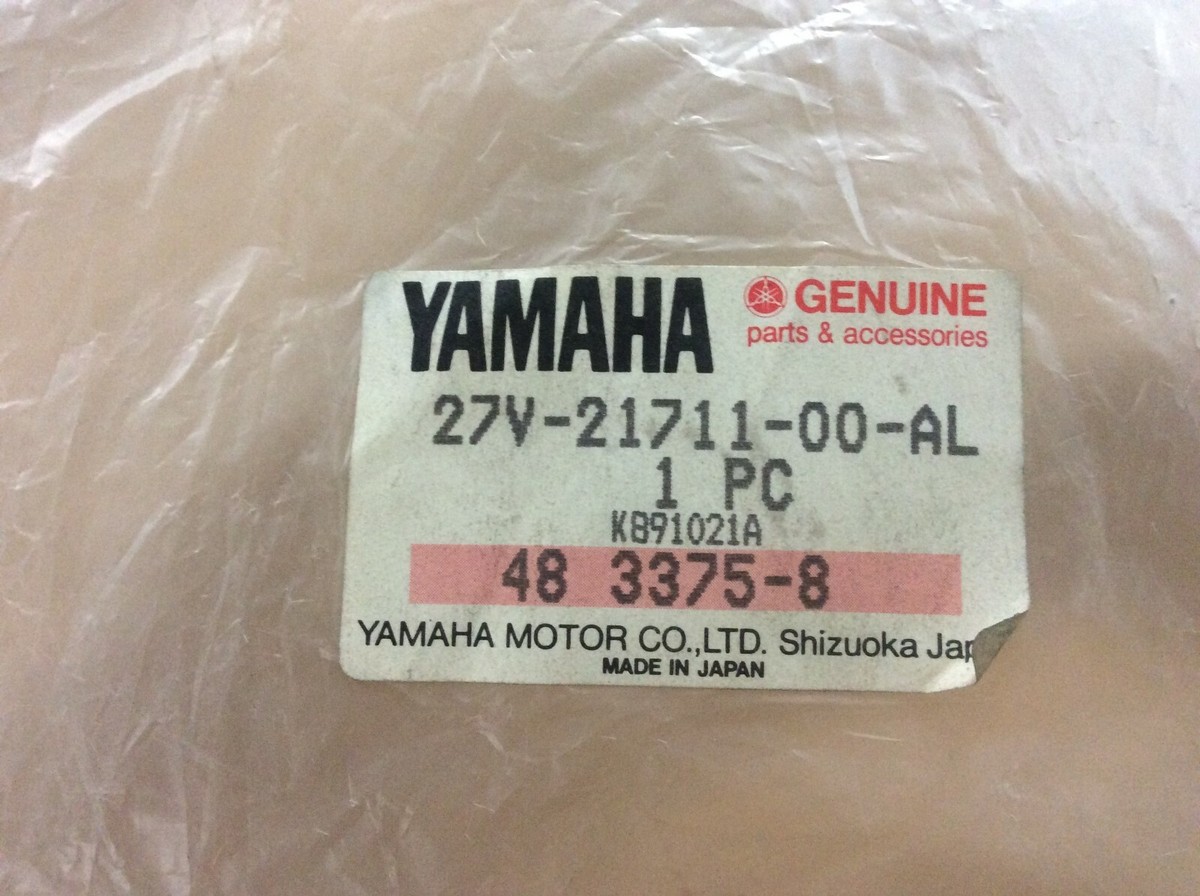 YAMAHA
GENUINE
parts & accessories
27V-21711-00-AL
1 PC
K891021A
48 3375-8
YAMAHA MOTOR CO.,LTD. Shizuoka Jap
MADE IN JAPAN